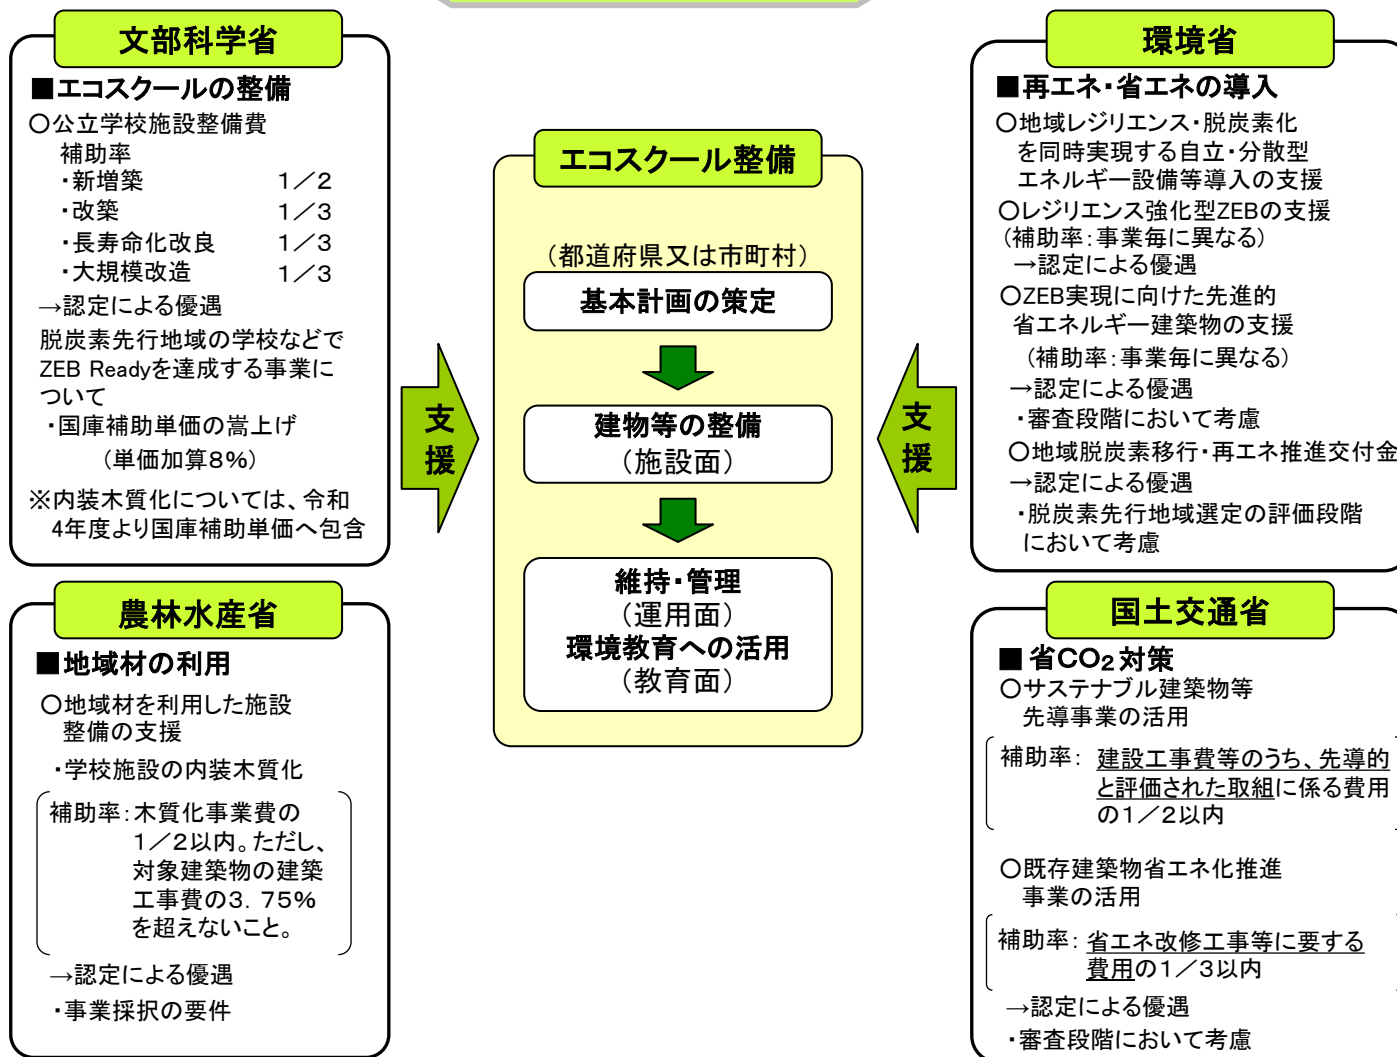 文部科学省
■エコスクールの整備
○公立学校施設整備費
補助率
・新増築 1／2
・改築 1／3
・長寿命化改良 1／3
・大規模改造 1／3
→認定による優遇
脱炭素先行地域の学校などで
ZEB Readyを達成する事業に
ついて
・国庫補助単価の嵩上げ
（単価加算8％）
※内装木質化については、令和
4年度より国庫補助単価へ包含
農林水産省
■地域材の利用
○地域材を利用した施設
整備の支援
・学校施設の内装木質化
補助率：木質化事業費の
1／2以内。ただし、
対象建築物の建築
工事費の3．75％
を超えないこと。
→認定による優遇
・事業採択の要件
支援
エコスクール整備
（都道府県又は市町村）
基本計画の策定
建物等の整備
（施設面）
維持・管理
（運用面）
環境教育への活用
（教育面）
支援
環境省
■再エネ・省エネの導入
○地域レジリエンス・脱炭素化
を同時実現する自立・分散型
エネルギー設備等導入の支援
○レジリエンス強化型ZEBの支援
（補助率：事業毎に異なる）
→認定による優遇
○ZEB実現に向けた先進的
省エネルギー建築物の支援
（補助率：事業毎に異なる）
→認定による優遇
・審査段階において考慮
○地域脱炭素移行・再エネ推進交付金
→認定による優遇
・脱炭素先行地域選定の評価段階
において考慮
国土交通省
■省CO₂対策
○サステナブル建築物等
先導事業の活用
補助率：建設工事費等のうち、先導的
と評価された取組に係る費用
の1／2以内
○既存建築物省エネ化推進
事業の活用
補助率：省エネ改修工事等に要する
費用の1／3以内
→認定による優遇
・審査段階において考慮